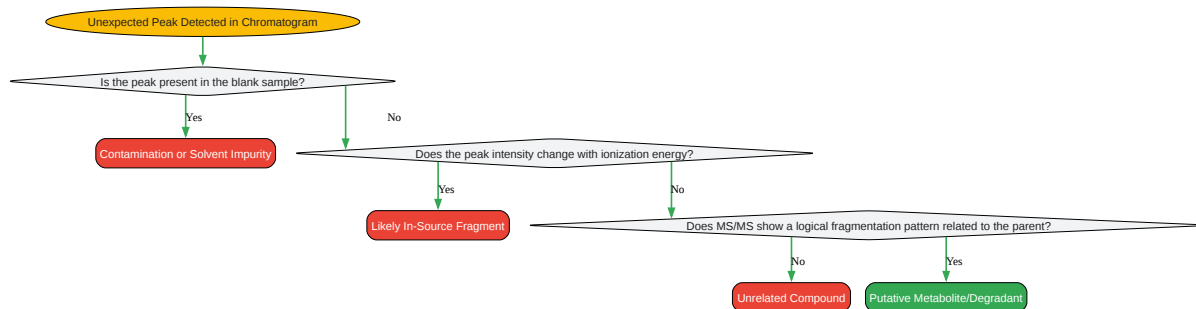 Unexpected Peak Detected in Chromatogram
Is the peak present in the blank sample?
Yes
No
Contamination or Solvent Impurity
Does the peak intensity change with ionization energy?
Yes
No
Likely In-Source Fragment
Does MS/MS show a logical fragmentation pattern related to the parent?
No
Yes
Unrelated Compound
Putative Metabolite/Degradant